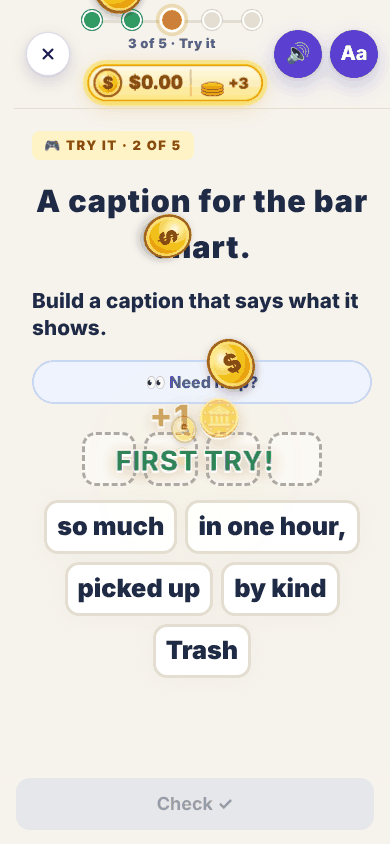 3 of 5 · Try it
Aa
$ $0.00 +3
🎮 TRY IT · 2 OF 5
A caption for the bar
chart.
Build a caption that says what it
shows.
👀 Need help?
+1
FIRST TRY!
so much
in one hour,
picked up
by kind
Trash
Check ✓